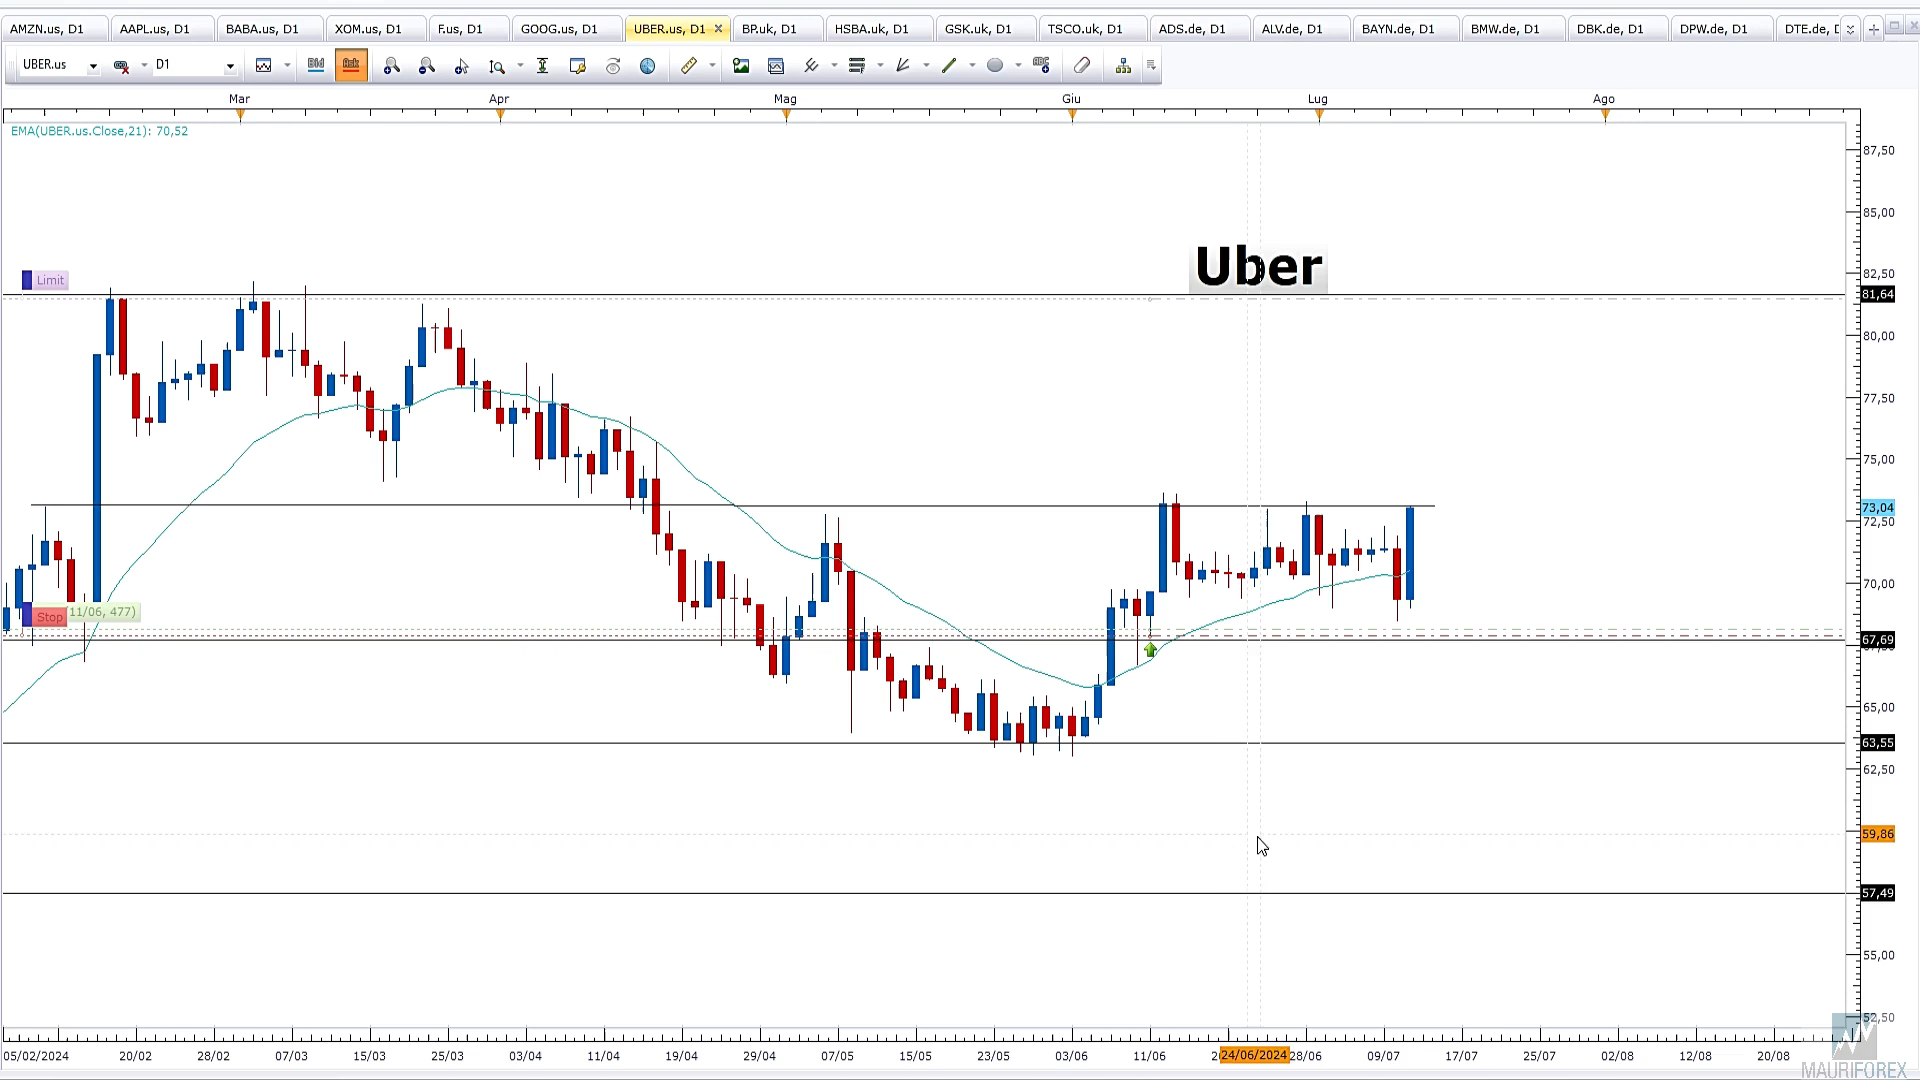 AMZN.us, D1 AAPL.us, D1 BABA.us, D1 XOM.us, D1 F.us, D1 GOOG.us, D1 UBER.us, D1 BP.uk, D1 HSBA.uk, D1 GSK.uk, D1 TSCO.uk, D1 ADS.de, D1 ALV.de, D1 BAYN.de, D1 BMW.de, D1 DBK.de, D1 DPW.de, D1 DTE.de, D
UBER.us D1 Bid Ask ABC
Mar Apr Mag Giu Lug Ago
EMA(UBER.us.Close,21): 70,52
87,50
85,00
Uber
82,50
Limit
81,64
80,00
77,50
75,00
73,04
72,50
70,00
Stop 11/06, 477)
67,69
65,00
63,55
62,50
59,86
57,49
55,00
52,50
05/02/2024 20/02 28/02 07/03 15/03 25/03 03/04 11/04 19/04 29/04 07/05 15/05 23/05 03/06 11/06 24/06/2024 28/06 09/07 17/07 25/07 02/08 12/08 20/08
MAURIFOREX